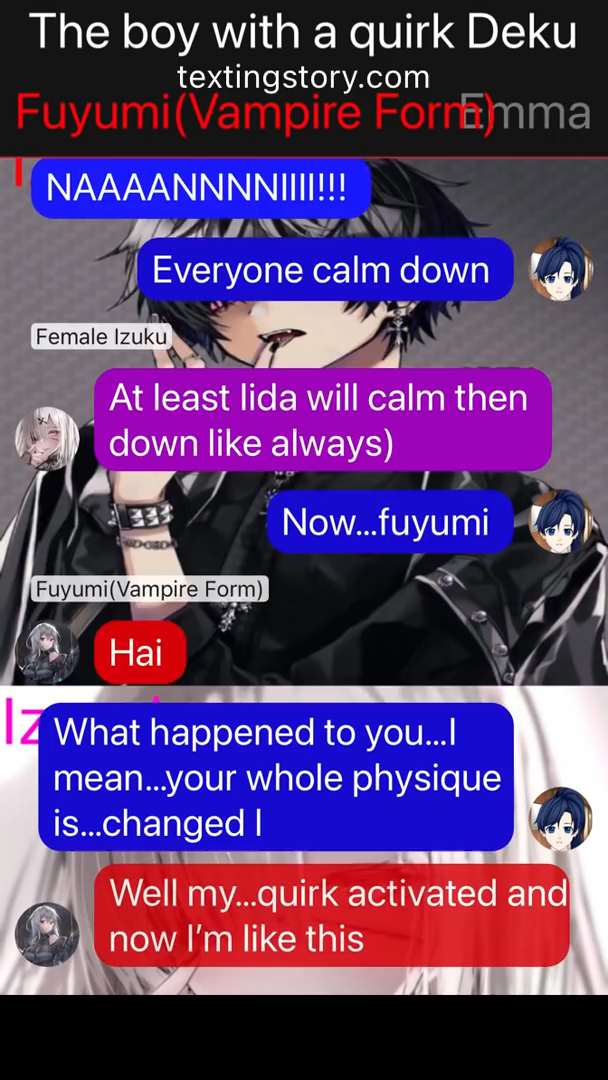 The boy with a quirk Deku
textingstory.com
Fuyumi(Vampire Form)
Emma
NAAAANNNNIIII!!!
Everyone calm down
Female Izuku
At least Iida will calm then
down like always)
Now...fuyumi
Fuyumi(Vampire Form)
Hai
Iz
What happened to you...I
mean...your whole physique
is...changed I
Well my...quirk activated and
now I'm like this